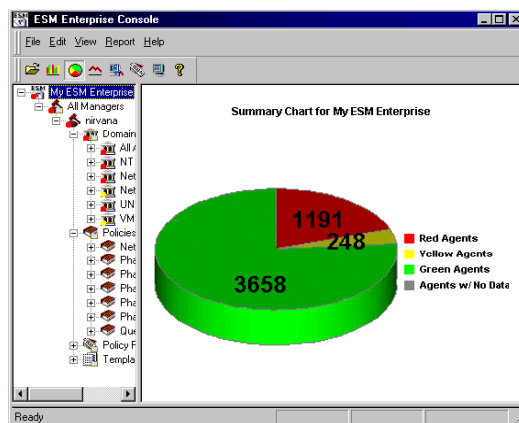 ESM Enterprise Console
File Edit View Report Help
My ESM Enterprise
All Managers
nirvana
Domain
All A
NT
Net
Net
UN
VM
Policies
Net
Pha
Pha
Pha
Pha
Que
Policy F
Templa
Summary Chart for My ESM Enterprise
1191
248
3658
Red Agents
Yellow Agents
Green Agents
Agents w/ No Data
Ready